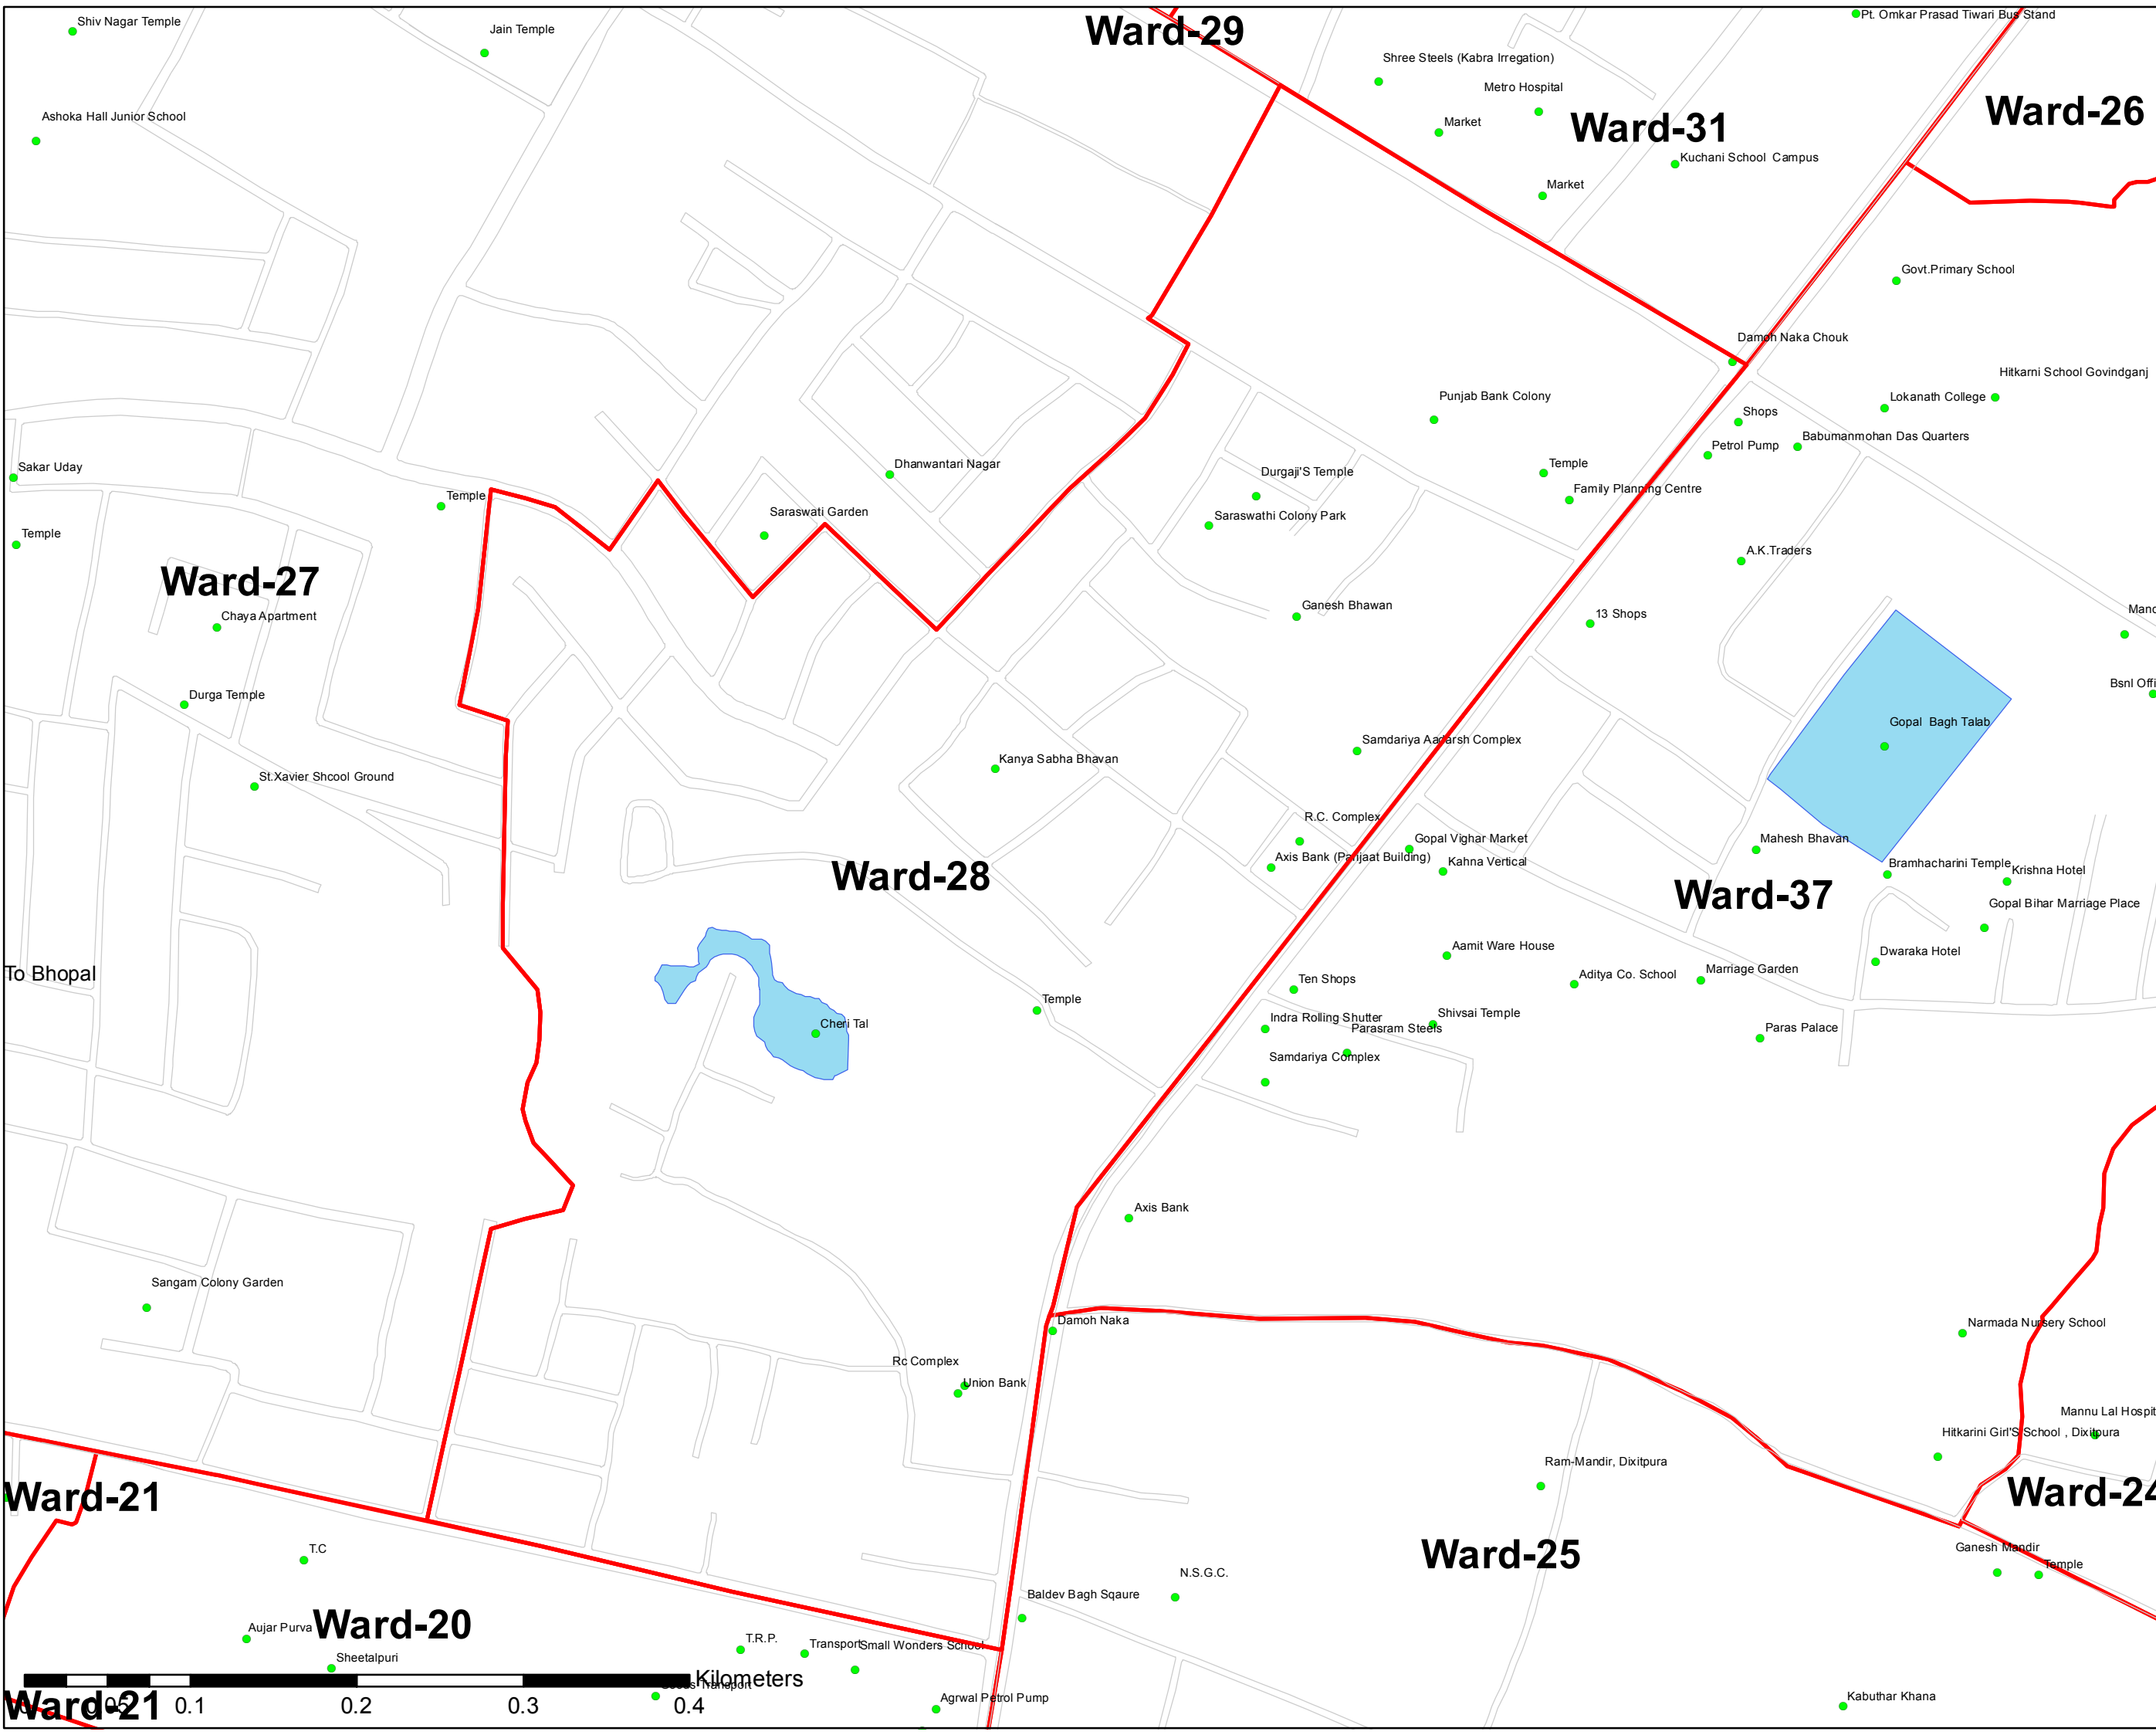 Shiv Nagar Temple
Jain Temple
Ward-29
Pt. Omkar Prasad Tiwari Bus Stand
Shree Steels (Kabra Irregation)
Metro Hospital
Ward-26
Ashoka Hall Junior School
Market
Ward-31
Kuchani School Campus
Market
Govt.Primary School
Damoh Naka Chouk
Hitkarni School Govindganj
Punjab Bank Colony
Lokanath College
Shops
Babumanmohan Das Quarters
Petrol Pump
Sakar Uday
Dhanwantari Nagar
Durgaji'S Temple
Temple
Family Planning Centre
Temple
Saraswati Garden
Saraswathi Colony Park
Temple
A.K.Traders
Ward-27
Chaya Apartment
Ganesh Bhawan
13 Shops
Durga Temple
Bsnl Offi
Gopal Bagh Talab
Samdariya Aadarsh Complex
Kanya Sabha Bhavan
St.Xavier Shcool Ground
R.C. Complex
Gopal Vighar Market
Mahesh Bhavan
Axis Bank (Parijaat Building)
Kahna Vertical
Bramhacharini Temple
Krishna Hotel
Ward-28
Ward-37
Gopal Bihar Marriage Place
Aamit Ware House
Dwaraka Hotel
To Bhopal
Ten Shops
Aditya Co. School
Marriage Garden
Temple
Cheri Tal
Indra Rolling Shutter
Shivsai Temple
Parasram Steels
Paras Palace
Samdariya Complex
Axis Bank
Sangam Colony Garden
Damoh Naka
Narmada Nursery School
Rc Complex
Union Bank
Mannu Lal Hospit
Hitkarini Girl'S School , Dixitpura
Ram-Mandir, Dixitpura
Ward-21
Ward-24
T.C
Ward-25
Ganesh Mandir
Temple
N.S.G.C.
Baldev Bagh Sqaure
Aujar Purva
Ward-20
T.R.P.
Transport
Small Wonders School
Sheetalpuri
Kilometers
Ward-21
0.1
0.2
0.3
0.4
Agrwal Petrol Pump
Kabuthar Khana